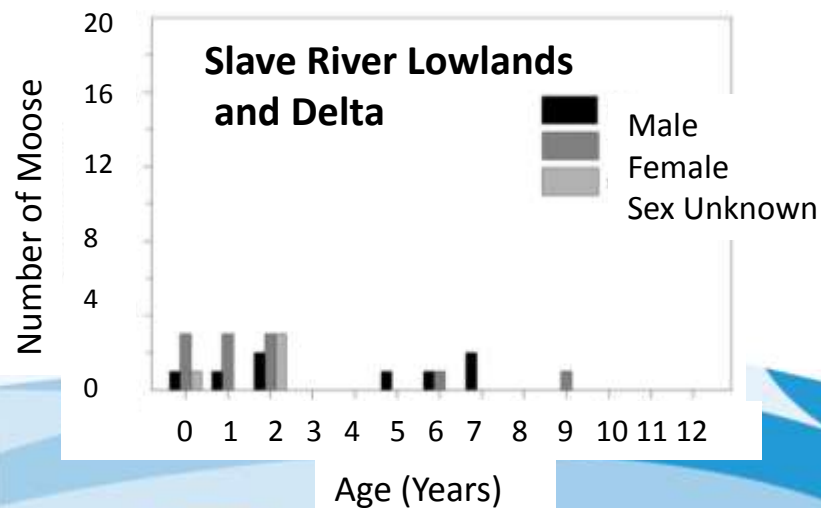 Slave River Lowlands
and Delta
Male
Female
Sex Unknown
Number of Moose
20
16
12
8
4
0
0 1 2 3 4 5 6 7 8 9 10 11 12
Age (Years)